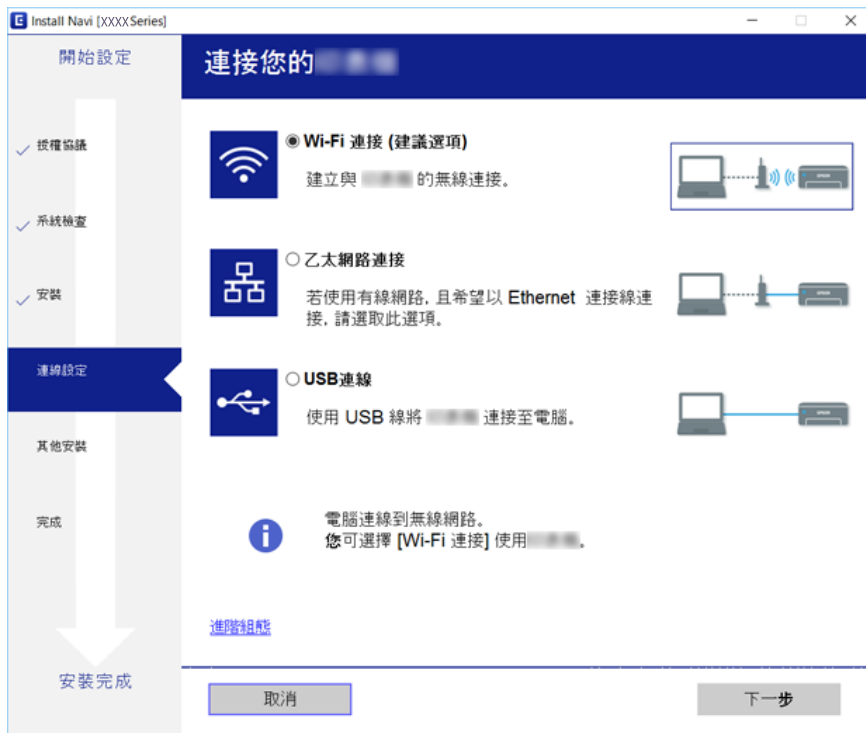 Install Navi [XXXX Series]
開始設定
授權協議
系統檢查
安裝
連線設定
其他安裝
完成
安裝完成
連接您的
Wi-Fi 連接 (建議選項)
建立與 的無線連接。
乙太網路連接
若使用有線網路, 且希望以 Ethernet 連接線連
接, 請選取此選項。
USB連線
使用 USB 線將 連接至電腦。
電腦連線到無線網路。
您可選擇 [Wi-Fi 連接] 使用 。
進階組態
取消
下一步